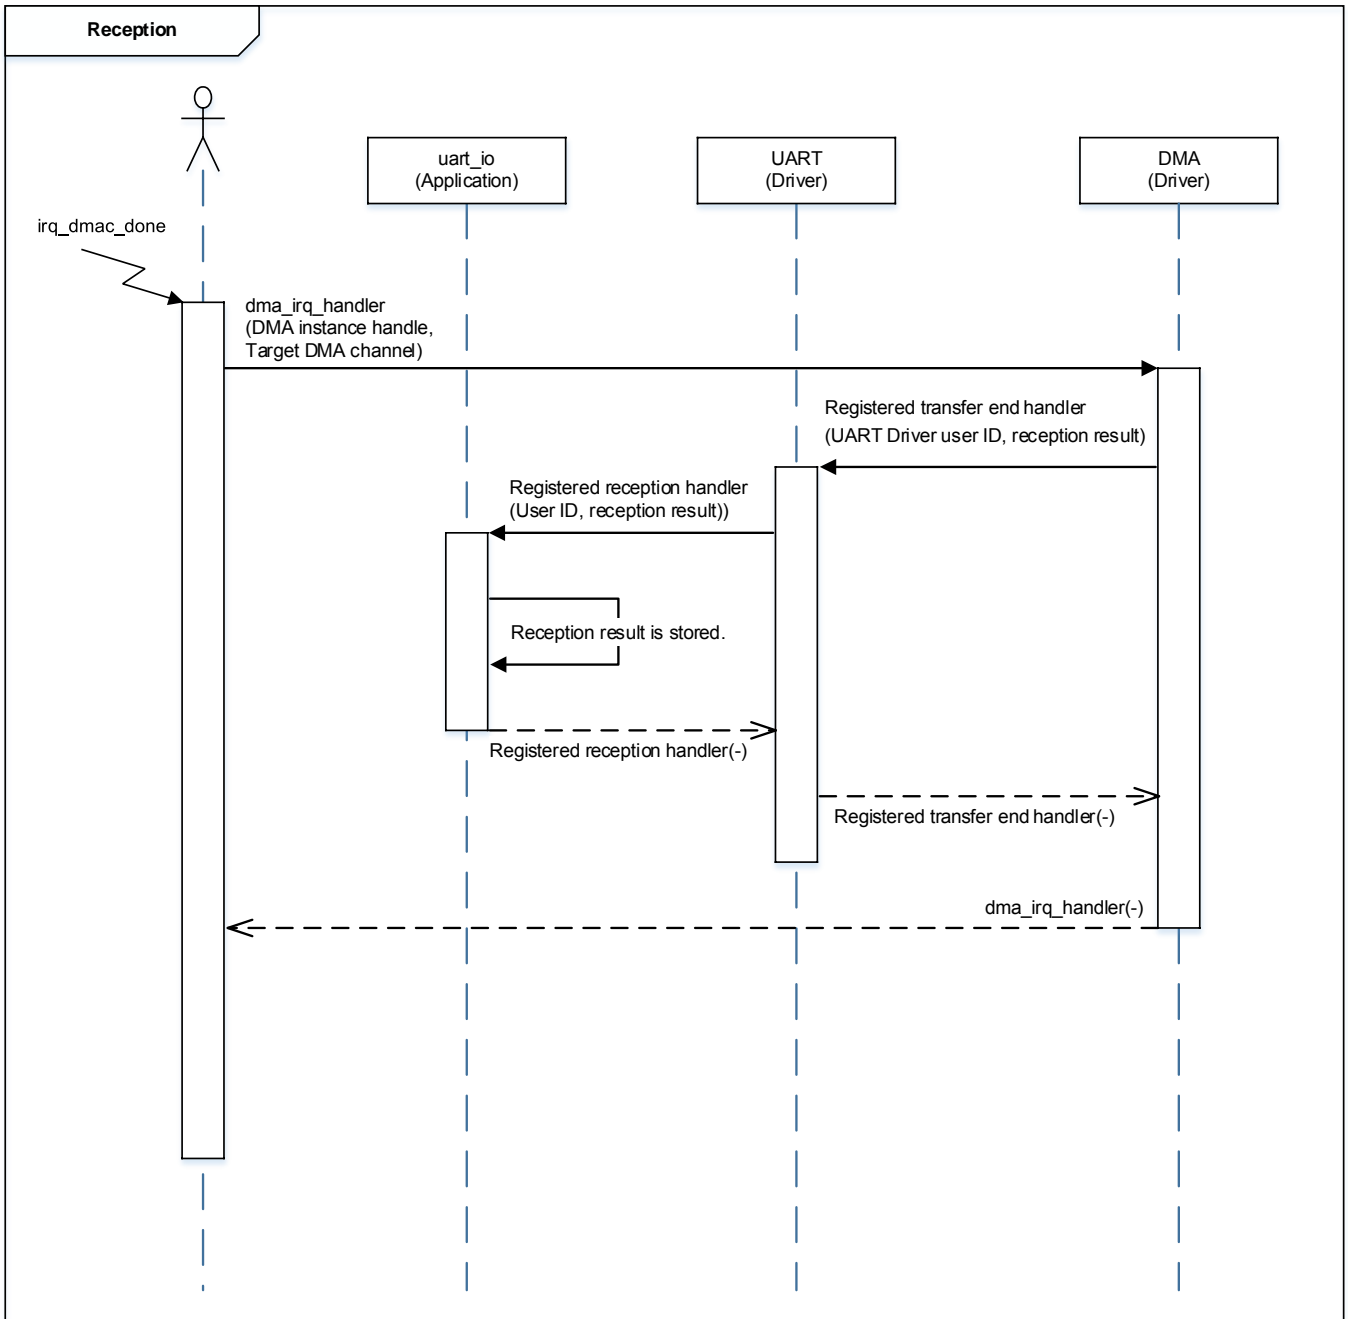 Reception
uart_io
(Application)
UART
(Driver)
DMA
(Driver)
irq_dmac_done
dma_irq_handler
(DMA instance handle,
Target DMA channel)
Registered transfer end handler
(UART Driver user ID, reception result)
Registered reception handler
(User ID, reception result))
Reception result is stored.
Registered reception handler(-)
Registered transfer end handler(-)
dma_irq_handler(-)